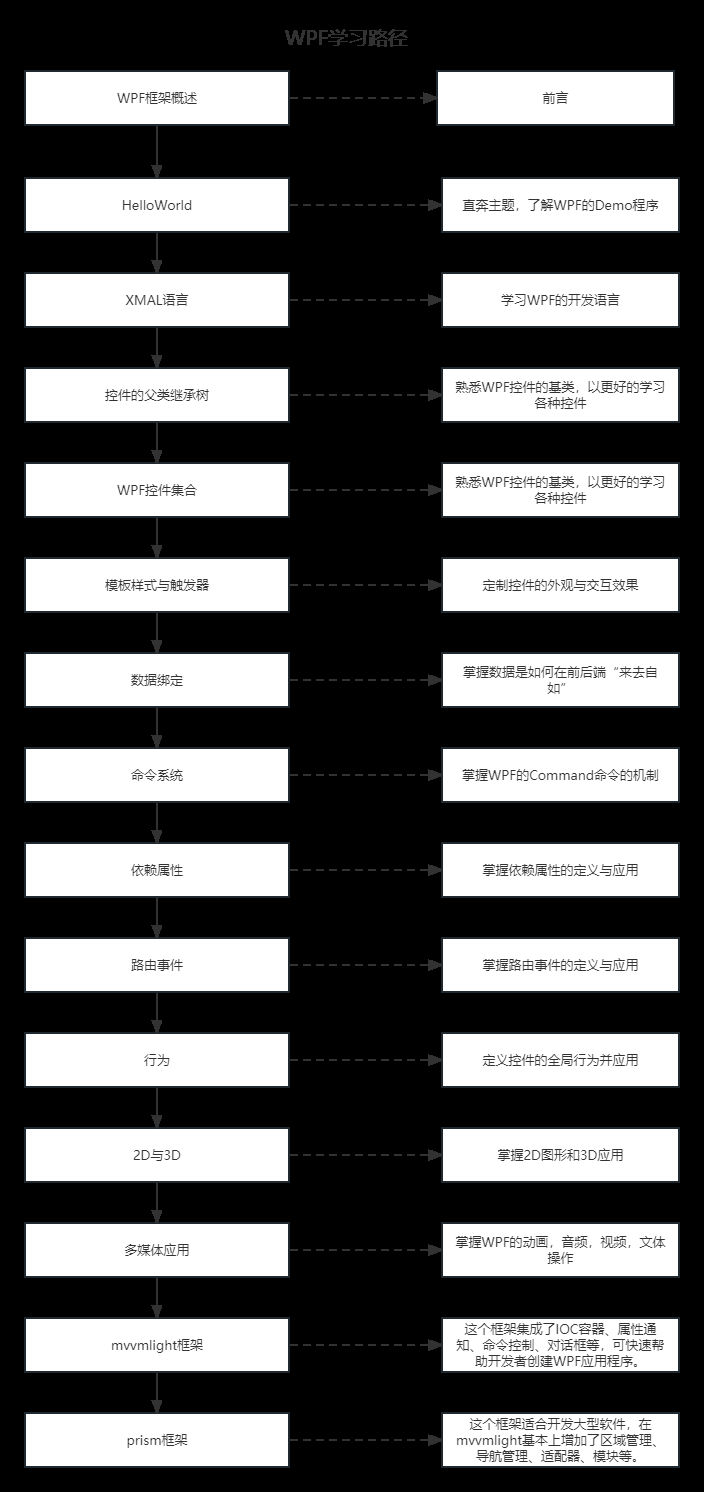 WPF学习路径
WPF框架概述
前言
HelloWorld
直奔主题，了解WPF的Demo程序
XMAL语言
学习WPF的开发语言
控件的父类继承树
熟悉WPF控件的基类，以更好的学习
各种控件
WPF控件集合
熟悉WPF控件的基类，以更好的学习
各种控件
模板样式与触发器
定制控件的外观与交互效果
数据绑定
掌握数据是如何在前后端“来去自
如”
命令系统
掌握WPF的Command命令的机制
依赖属性
掌握依赖属性的定义与应用
路由事件
掌握路由事件的定义与应用
行为
定义控件的全局行为并应用
2D与3D
掌握2D图形和3D应用
多媒体应用
掌握WPF的动画，音频，视频，文体
操作
mvvmlight框架
这个框架集成了IOC容器、属性通
知、命令控制、对话框等，可快速帮
助开发者创建WPF应用程序。
prism框架
这个框架适合开发大型软件，在
mvvmlight基本上增加了区域管理、
导航管理、适配器、模块等。